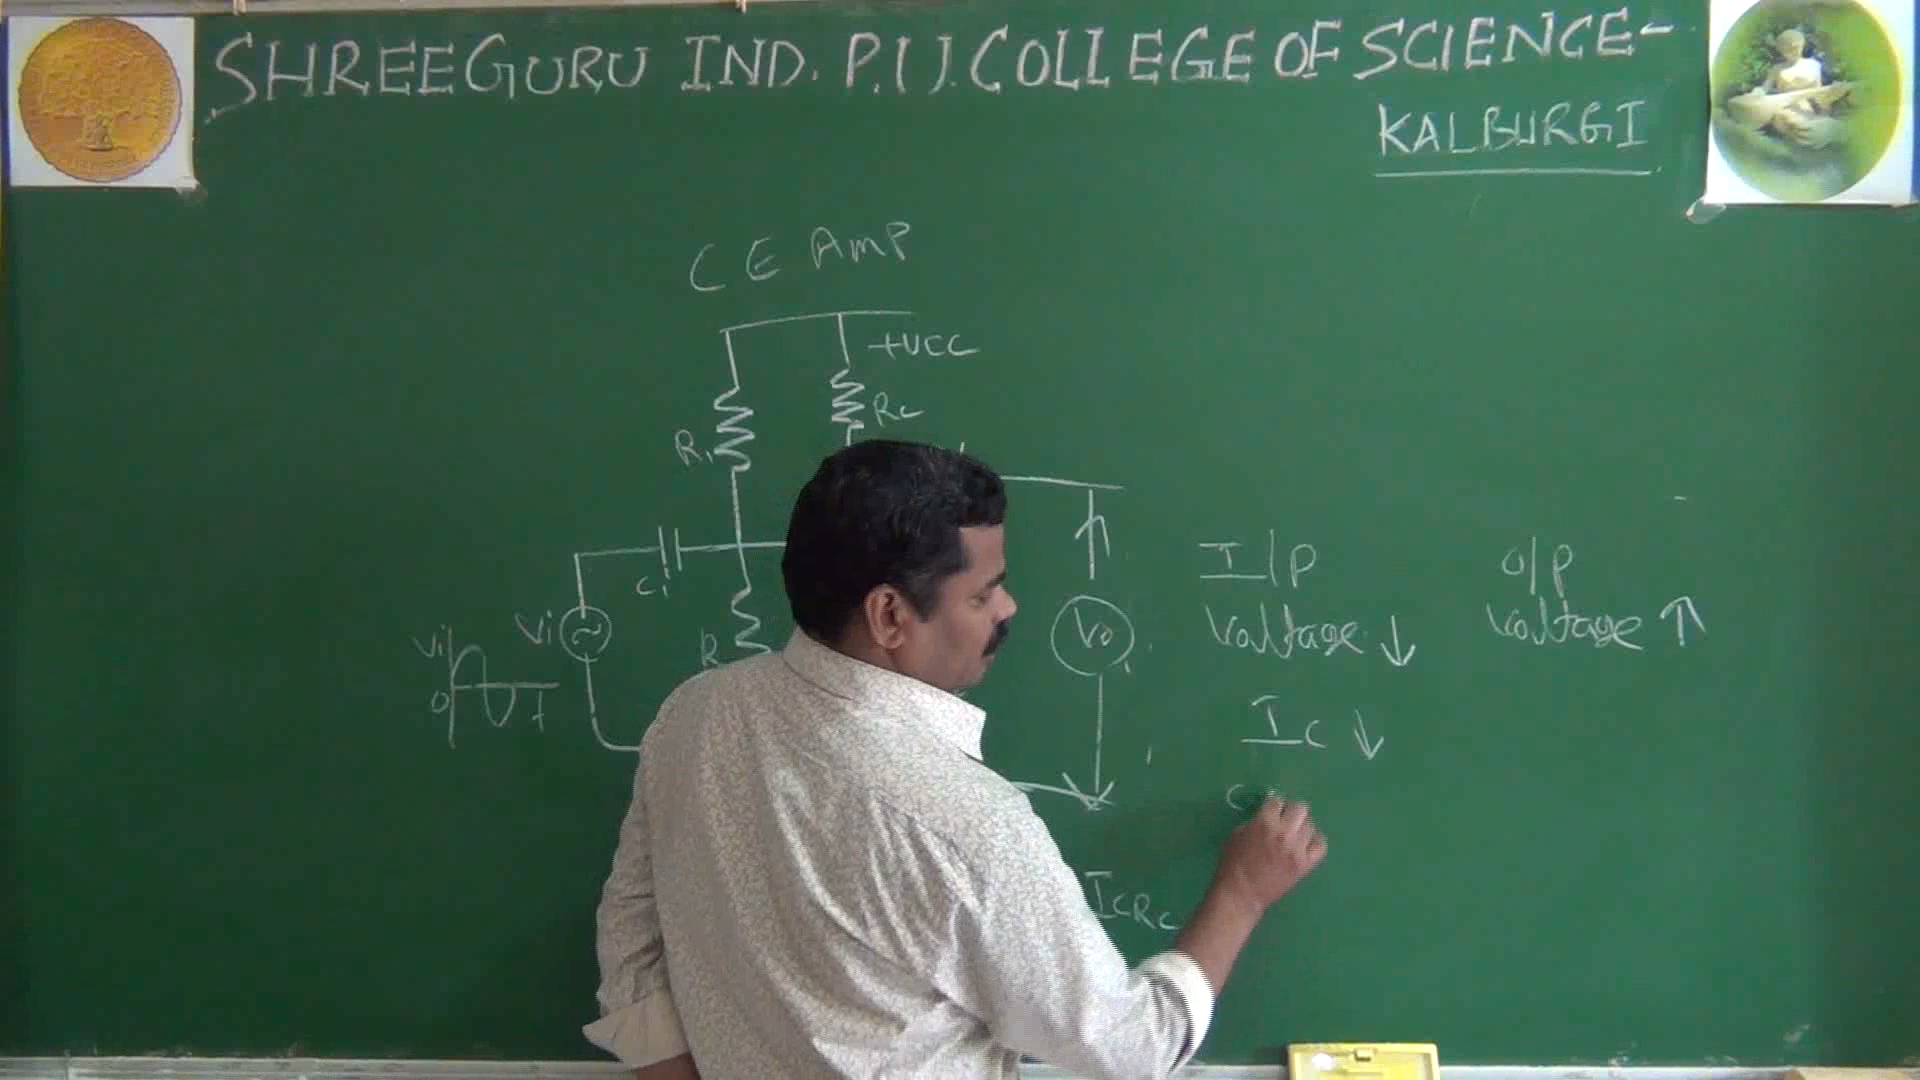 SHREEGURU IND. P.U.COLLEGE OF SCIENCE-
KALBURGI
CE AMP
+VCC
Rc
R1
C1
Vi
Vi
0
t
R
Vo
I/P
Voltage ↓
O/P
Voltage ↑
Ic ↓
IcRc